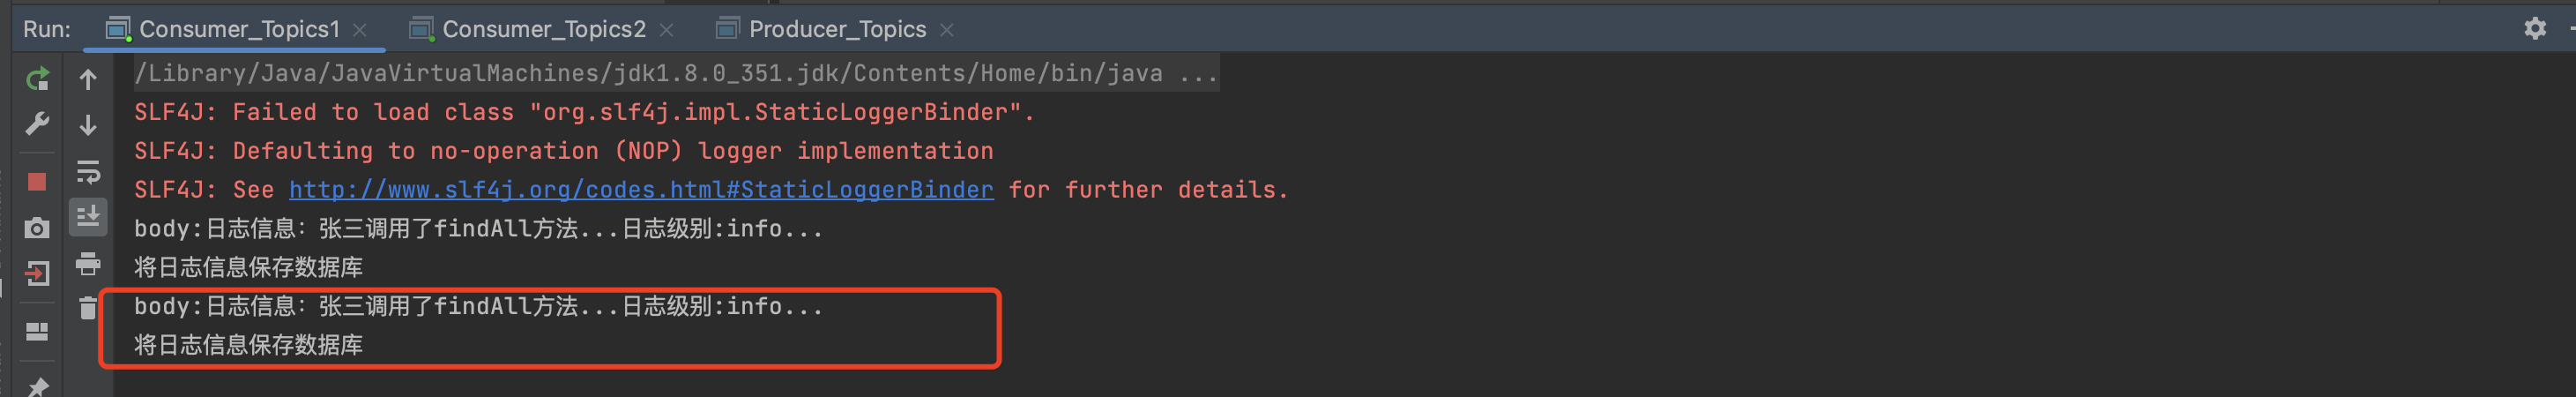 Run: Consumer_Topics1 Consumer_Topics2 Producer_Topics
/Library/Java/JavaVirtualMachines/jdk1.8.0_351.jdk/Contents/Home/bin/java ...
SLF4J: Failed to load class "org.slf4j.impl.StaticLoggerBinder".
SLF4J: Defaulting to no-operation (NOP) logger implementation
SLF4J: See http://www.slf4j.org/codes.html#StaticLoggerBinder for further details.
body:日志信息：张三调用了findAll方法...日志级别:info...
将日志信息保存数据库
body:日志信息：张三调用了findAll方法...日志级别:info...
将日志信息保存数据库